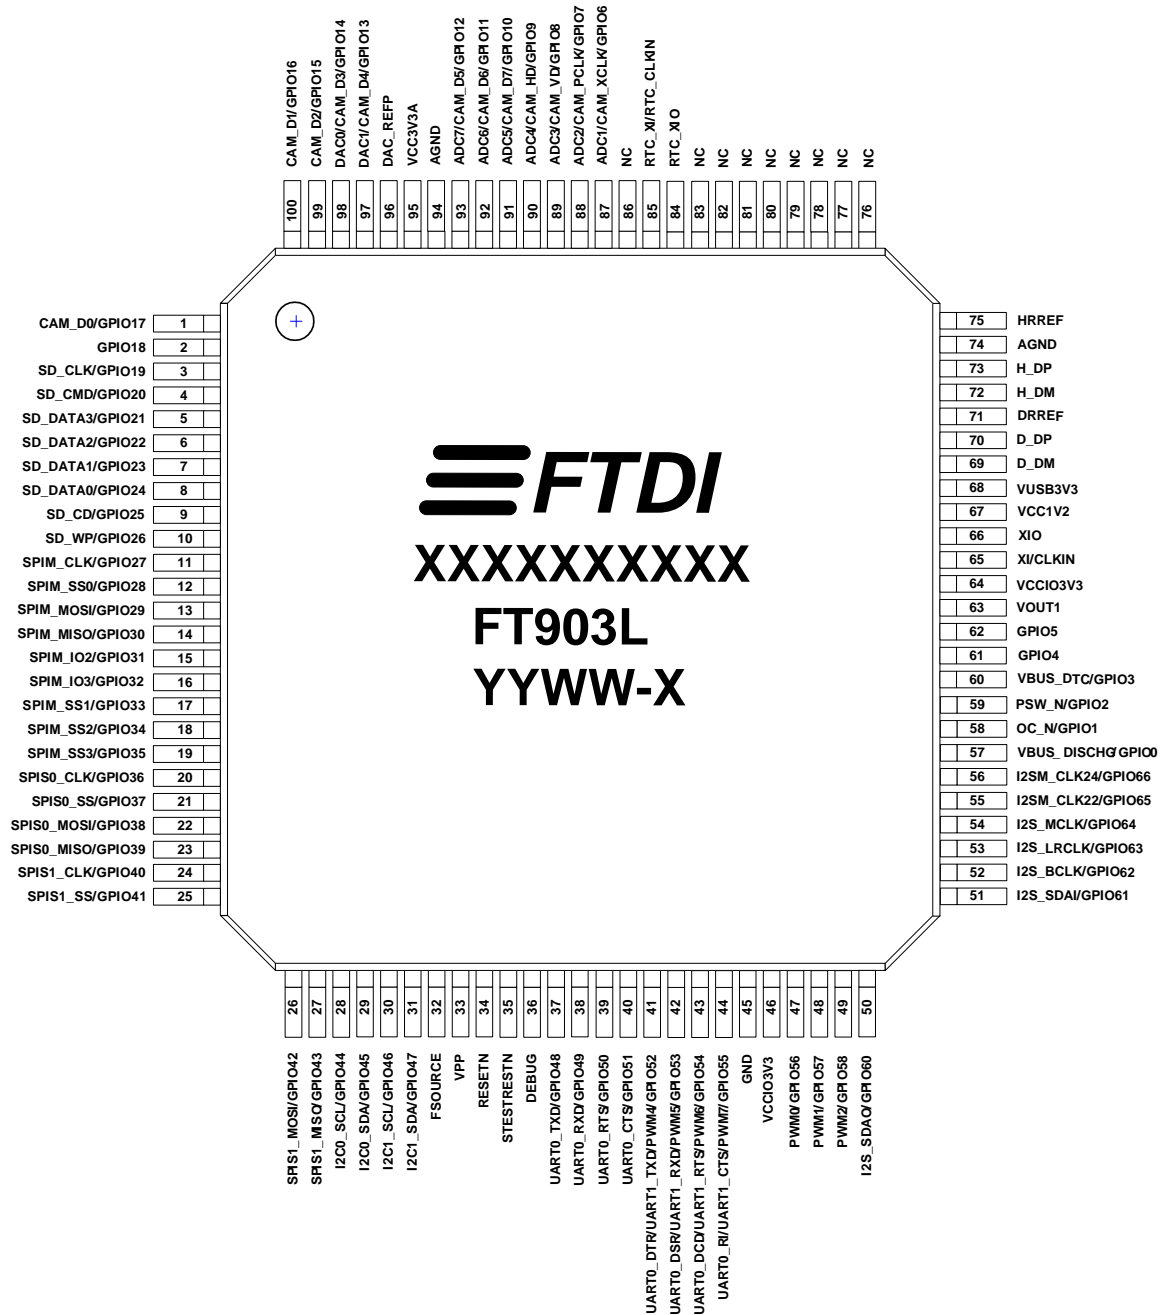 CAM_D1/GPIO16
CAM_D2/GPIO15
DAC0/CAM_D3/GPIO14
DAC1/CAM_D4/GPIO13
DAC_REFP
VCC3V3A
AGND
ADC7/CAM_D5/GPIO12
ADC6/CAM_D6/GPIO11
ADC5/CAM_D7/GPIO10
ADC4/CAM_HD/GPIO9
ADC3/CAM_VD/GPIO8
ADC2/CAM_PCLK/GPIO7
ADC1/CAM_XCLK/GPIO6
NC
RTC_XI/RTC_CLKIN
RTC_XIO
NC
NC
NC
NC
NC
NC
NC
NC
100
99
98
97
96
95
94
93
92
91
90
89
88
87
86
85
84
83
82
81
80
79
78
77
76
CAM_D0/GPIO17 1
GPIO18 2
SD_CLK/GPIO19 3
SD_CMD/GPIO20 4
SD_DATA3/GPIO21 5
SD_DATA2/GPIO22 6
SD_DATA1/GPIO23 7
SD_DATA0/GPIO24 8
SD_CD/GPIO25 9
SD_WP/GPIO26 10
SPIM_CLK/GPIO27 11
SPIM_SS0/GPIO28 12
SPIM_MOSI/GPIO29 13
SPIM_MISO/GPIO30 14
SPIM_IO2/GPIO31 15
SPIM_IO3/GPIO32 16
SPIM_SS1/GPIO33 17
SPIM_SS2/GPIO34 18
SPIM_SS3/GPIO35 19
SPIS0_CLK/GPIO36 20
SPIS0_SS/GPIO37 21
SPIS0_MOSI/GPIO38 22
SPIS0_MISO/GPIO39 23
SPIS1_CLK/GPIO40 24
SPIS1_SS/GPIO41 25
FTDI
XXXXXXXXXX
FT903L
YYWW-X
75 HRREF
74 AGND
73 H_DP
72 H_DM
71 DRREF
70 D_DP
69 D_DM
68 VUSB3V3
67 VCC1V2
66 XIO
65 XI/CLKIN
64 VCCIO3V3
63 VOUT1
62 GPIO5
61 GPIO4
60 VBUS_DTC/GPIO3
59 PSW_N/GPIO2
58 OC_N/GPIO1
57 VBUS_DISCHG/GPIO0
56 I2SM_CLK24/GPIO66
55 I2SM_CLK22/GPIO65
54 I2S_MCLK/GPIO64
53 I2S_LRCLK/GPIO63
52 I2S_BCLK/GPIO62
51 I2S_SDAI/GPIO61
26
27
28
29
30
31
32
33
34
35
36
37
38
39
40
41
42
43
44
45
46
47
48
49
50
SPIS1_MOSI/GPIO42
SPIS1_MISO/GPIO43
I2C0_SCL/GPIO44
I2C0_SDA/GPIO45
I2C1_SCL/GPIO46
I2C1_SDA/GPIO47
FSOURCE
VPP
RESETN
STESTRESTN
DEBUG
UART0_TXD/GPIO48
UART0_RXD/GPIO49
UART0_RTS/GPIO50
UART0_CTS/GPIO51
UART0_DTR/UART1_TXD/PWM4/GPIO52
UART0_DSR/UART1_RXD/PWM5/GPIO53
UART0_DCD/UART1_RTS/PWM6/GPIO54
UART0_RI/UART1_CTS/PWM7/GPIO55
GND
VCCIO3V3
PWM0/GPIO56
PWM1/GPIO57
PWM2/GPIO58
I2S_SDAO/GPIO60